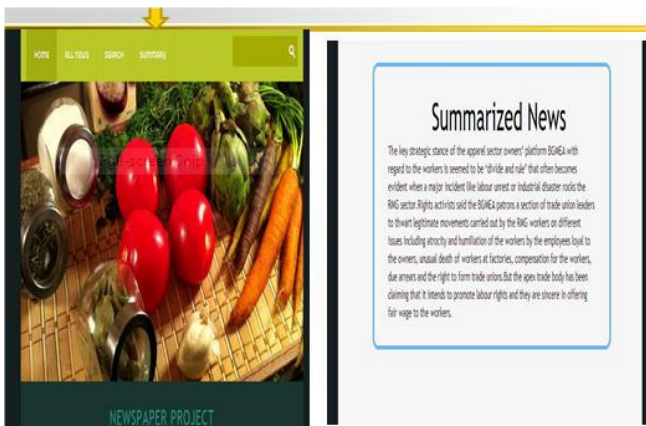 HOME ALL NEWS SEARCH SUMMARY
Full-screen Snip
NEWSPAPER PROJECT
Summarized News
The key strategic stance of the apparel sector owners' platform BGMEA with
regard to the workers is seemed to be "divide and rule" that often becomes
evident when a major incident like labour unrest or industrial disaster rocks the
RMG sector.Rights activists said the BGMEA patrons a section of trade union leaders
to thwart legitimate movements carried out by the RMG workers on different
issues including atrocity and humiliation of the workers by the employees loyal to
the owners, unusual death of workers at factories, compensation for the workers,
due arrears and the right to form trade unions.But the apex trade body has been
claiming that it intends to promote labour rights and they are sincere in offering
fair wage to the workers.